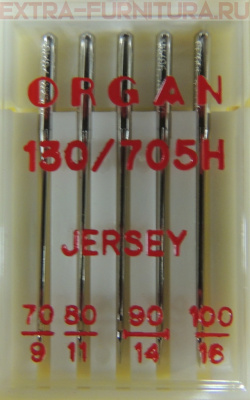 EXTRA-FURNITURA.RU
ORGAN
130/705H
JERSEY
70 80 90 100
9 11 14 16